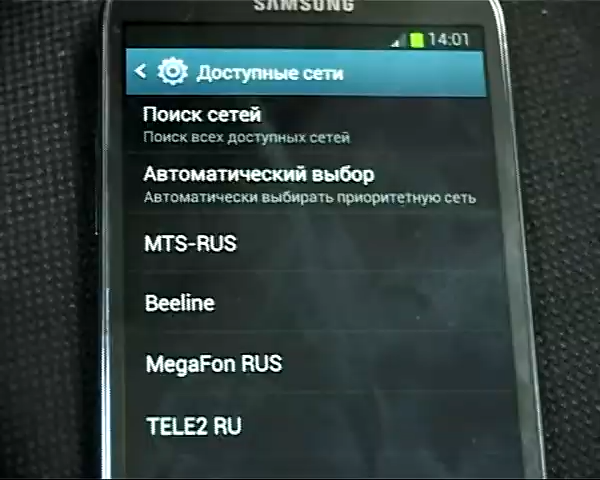 SAMSUNG
14:01
Доступные сети
Поиск сетей
Поиск всех доступных сетей
Автоматический выбор
Автоматически выбирать приоритетную сеть
MTS-RUS
Beeline
MegaFon RUS
TELE2 RU